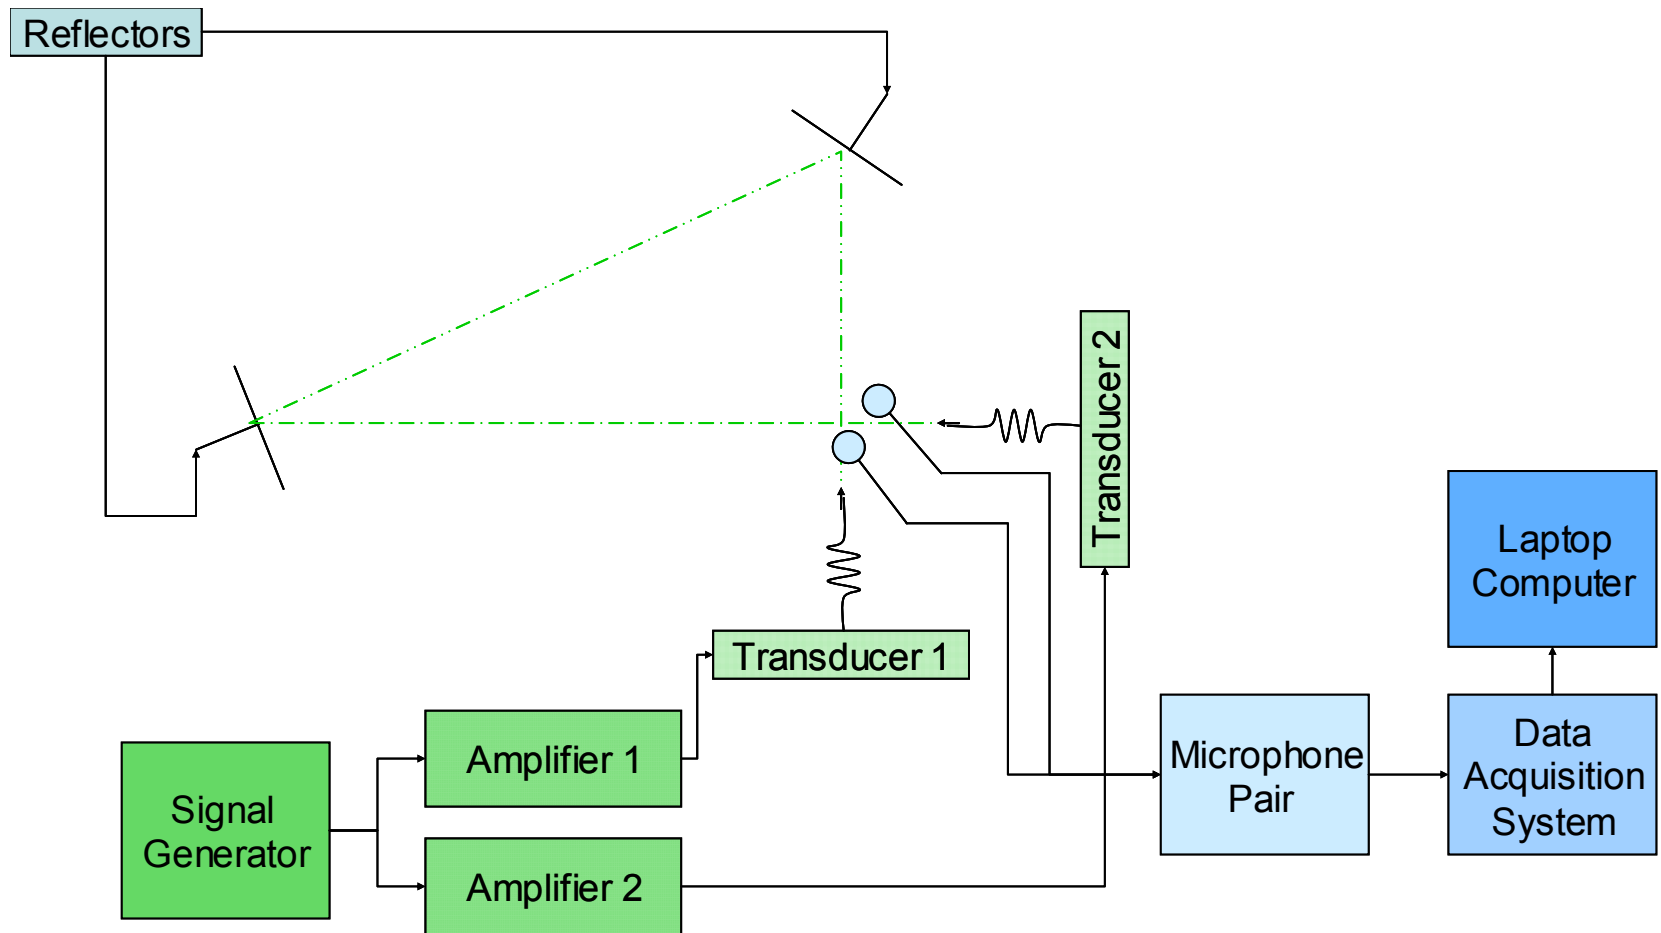 Reflectors
Transducer 2
Laptop
Computer
Transducer 1
Amplifier 1
Signal
Generator
Amplifier 2
Microphone
Pair
Data
Acquisition
System